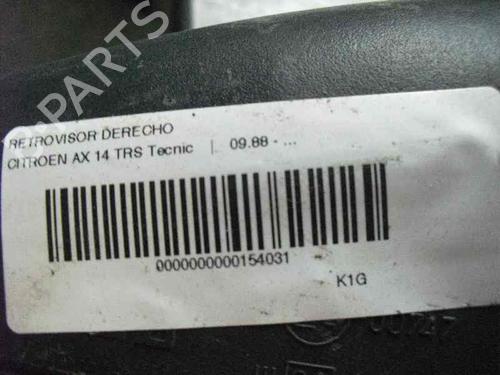 RETROVISOR DERECHO
CITROEN AX 14 TRS Tecnic | 09.88 - ...
0000000000154031
K1G
B-PARTS